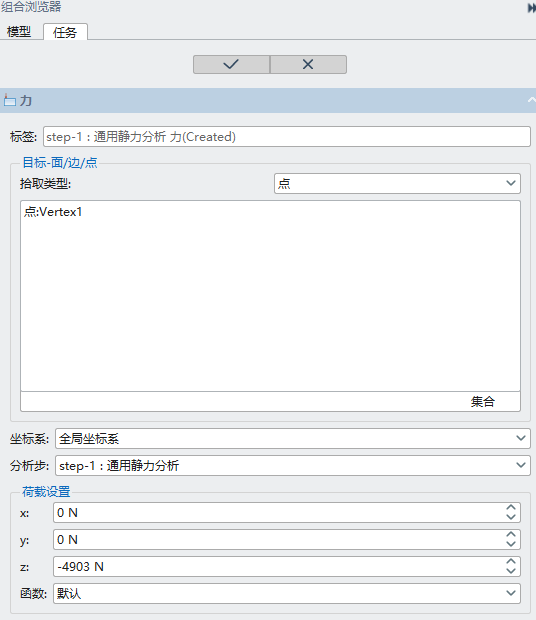 组合浏览器
模型 任务
力
标签: step-1 : 通用静力分析 力(Created)
目标-面/边/点
拾取类型: 点
点:Vertex1
集合
坐标系: 全局坐标系
分析步: step-1 : 通用静力分析
荷载设置
x: 0 N
y: 0 N
z: -4903 N
函数: 默认